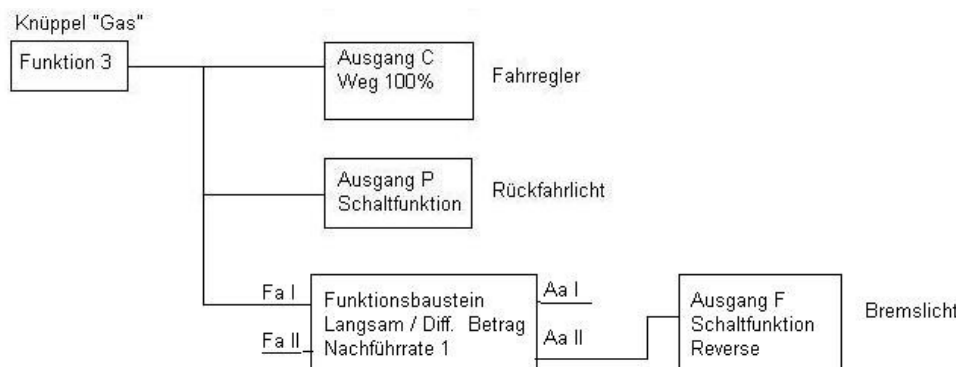 Knüppel "Gas"
Funktion 3
Ausgang C
Weg 100%
Fahrregler
Ausgang P
Schaltfunktion
Rückfahrlicht
Fa I
Fa II
Funktionsbaustein
Langsam / Diff. Betrag
Nachführrate 1
Aa I
Aa II
Ausgang F
Schaltfunktion
Reverse
Bremslicht